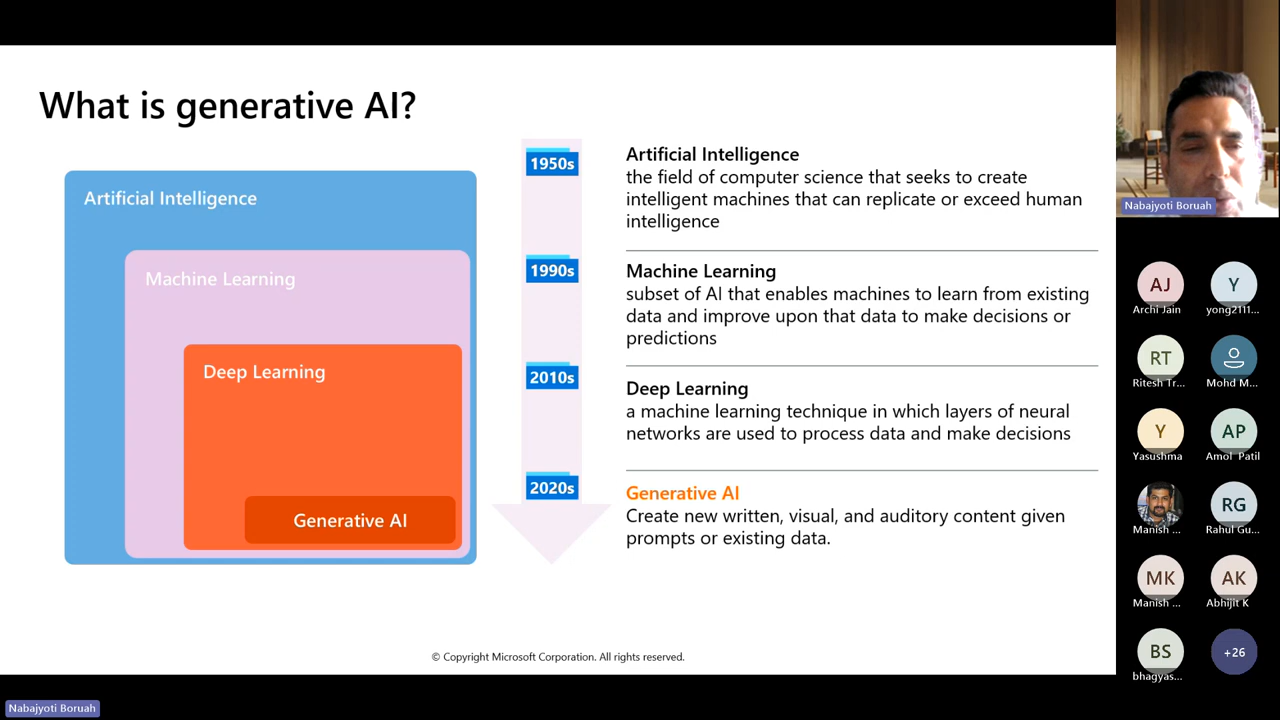 What is generative AI?
Artificial Intelligence
Machine Learning
Deep Learning
Generative AI
1950s
Artificial Intelligence
the field of computer science that seeks to create
intelligent machines that can replicate or exceed human
intelligence
1990s
Machine Learning
subset of AI that enables machines to learn from existing
data and improve upon that data to make decisions or
predictions
2010s
Deep Learning
a machine learning technique in which layers of neural
networks are used to process data and make decisions
2020s
Generative AI
Create new written, visual, and auditory content given
prompts or existing data.
© Copyright Microsoft Corporation. All rights reserved.
Nabajyoti Boruah
Nabajyoti Boruah
AJ
Archi Jain
Y
yong2111...
RT
Ritesh Tr...
Mohd M...
Y
Yasushma
AP
Amol Patil
Manish ...
RG
Rahul Gu...
MK
Manish ...
AK
Abhijit K
BS
bhagyas...
+26